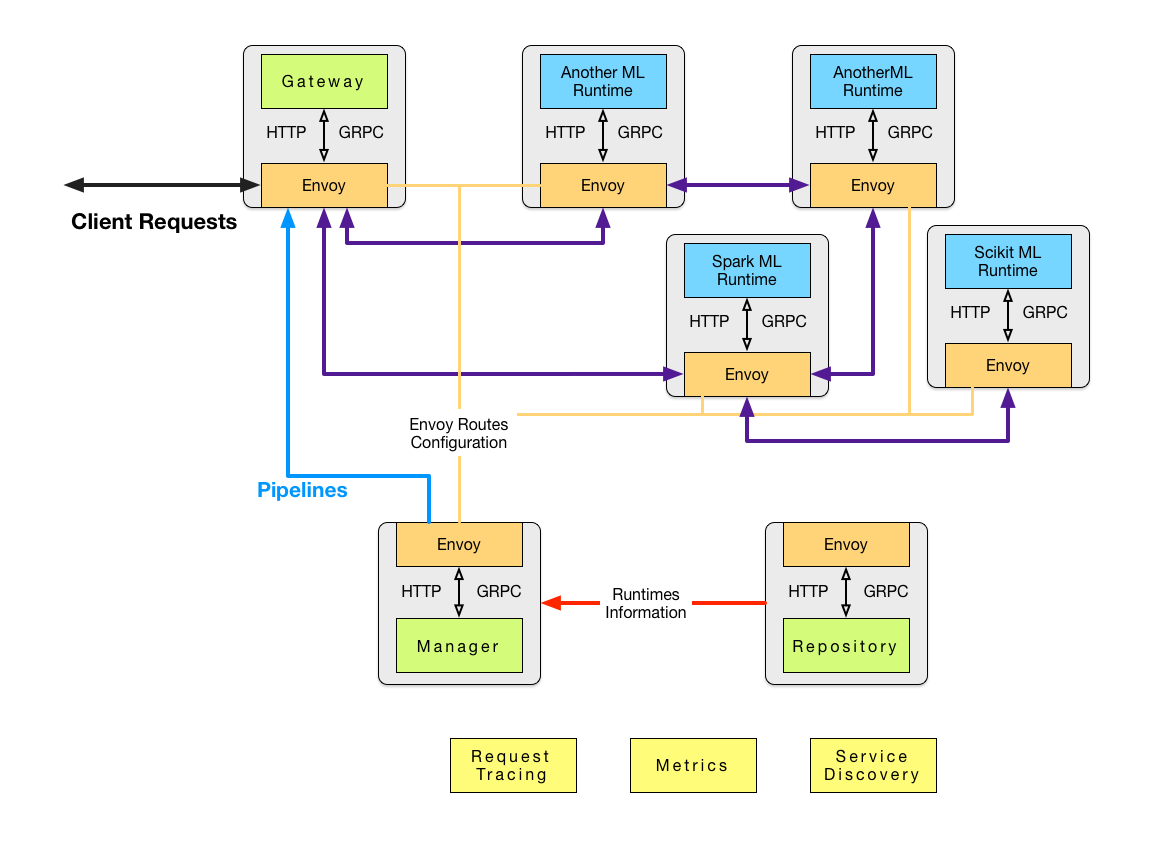 Gateway
HTTP GRPC
Envoy
Another ML
Runtime
HTTP GRPC
Envoy
AnotherML
Runtime
HTTP GRPC
Envoy
Client Requests
Spark ML
Runtime
HTTP GRPC
Envoy
Scikit ML
Runtime
HTTP GRPC
Envoy
Envoy Routes
Configuration
Pipelines
Envoy
HTTP GRPC
Manager
Runtimes
Information
Envoy
HTTP GRPC
Repository
Request
Tracing
Metrics
Service
Discovery